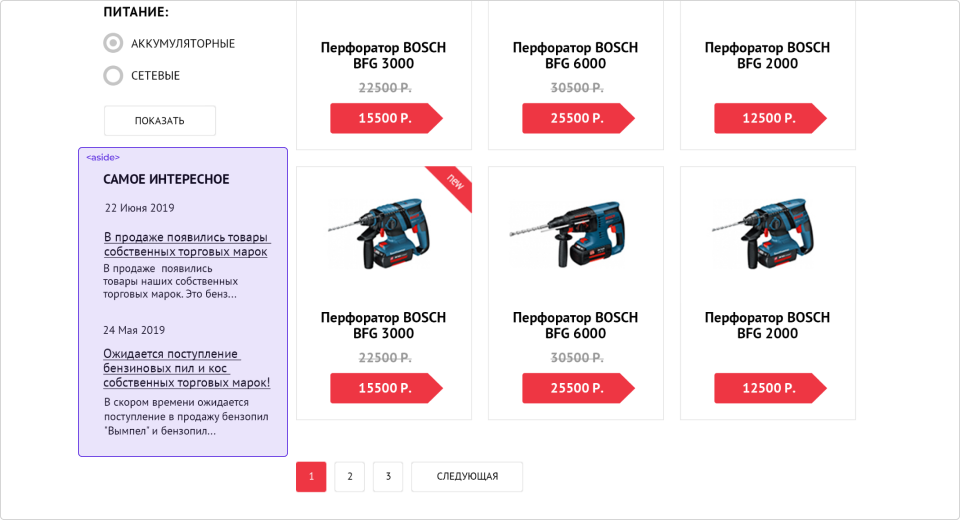 ПИТАНИЕ:
АККУМУЛЯТОРНЫЕ
СЕТЕВЫЕ
ПОКАЗАТЬ
<aside>
САМОЕ ИНТЕРЕСНОЕ
22 Июня 2019
В продаже появились товары
собственных торговых марок
В продаже появились
товары наших собственных
торговых марок. Это бенз...
24 Мая 2019
Ожидается поступление
бензиновых пил и кос
собственных торговых марок!
В скором времени ожидается
поступление в продажу бензопил
"Вымпел" и бензопил...
Перфоратор BOSCH
BFG 3000
22500 Р.
15500 Р.
Перфоратор BOSCH
BFG 6000
30500 Р.
25500 Р.
Перфоратор BOSCH
BFG 2000
12500 Р.
new
Перфоратор BOSCH
BFG 3000
22500 Р.
15500 Р.
Перфоратор BOSCH
BFG 6000
30500 Р.
25500 Р.
Перфоратор BOSCH
BFG 2000
12500 Р.
1 2 3 СЛЕДУЮЩАЯ